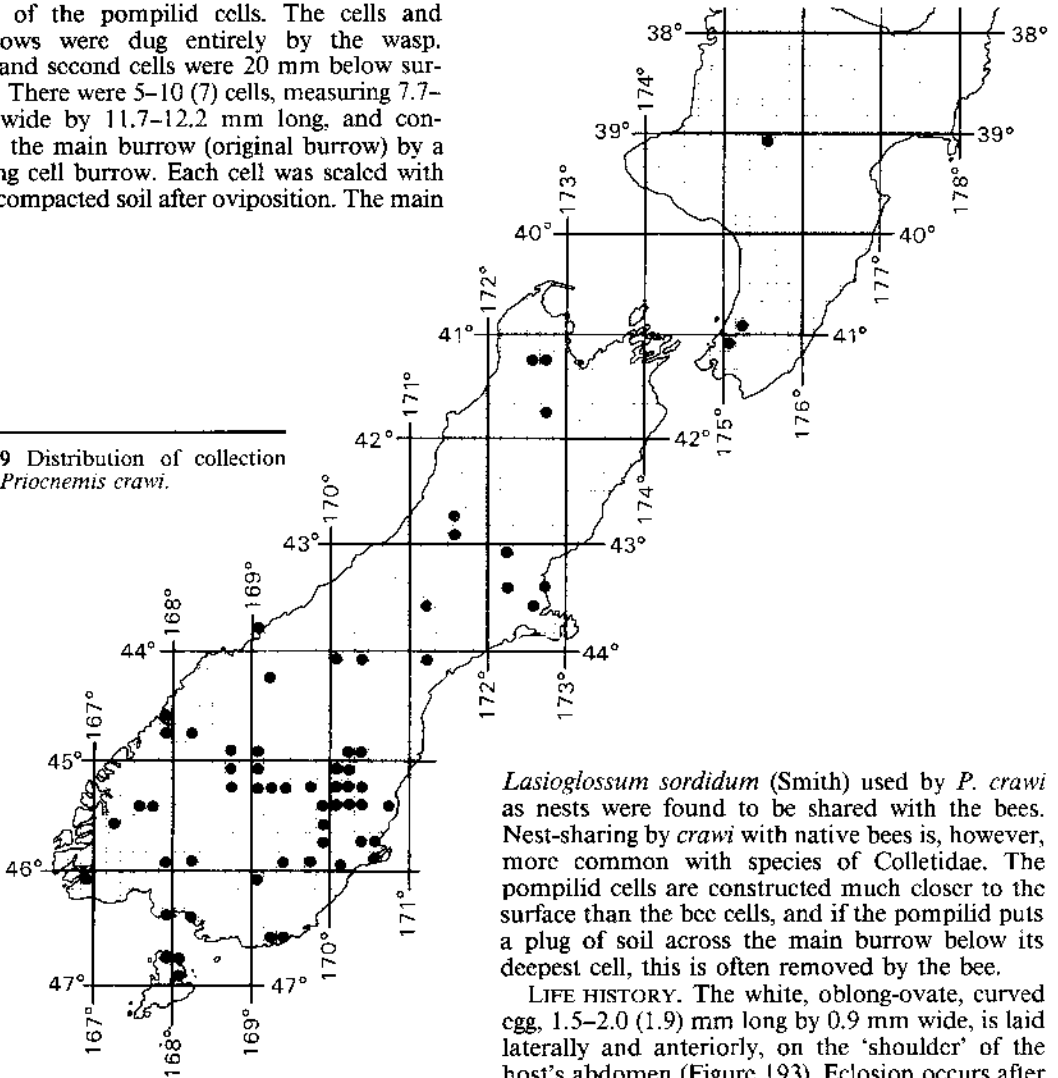 of the pompilid cells. The cells and
ows were dug entirely by the wasp.
and second cells were 20 mm below sur-
There were 5–10 (7) cells, measuring 7.7–
wide by 11.7–12.2 mm long, and con-
the main burrow (original burrow) by a
ng cell burrow. Each cell was sealed with
compacted soil after oviposition. The main
9 Distribution of collection
Priocnemis crawi.
38° 38°
174°
39° 39°
173° 178°
40° 40°
172° 177°
41° 41°
171° 175° 176°
42° 42°
170° 174°
43° 43°
169°
168°
44° 44°
167° 172° 173°
45°
46°
171°
170°
47° 47°
167° 168° 169°
Lasioglossum sordidum (Smith) used by P. crawi
as nests were found to be shared with the bees.
Nest-sharing by crawi with native bees is, however,
more common with species of Colletidae. The
pompilid cells are constructed much closer to the
surface than the bee cells, and if the pompilid puts
a plug of soil across the main burrow below its
deepest cell, this is often removed by the bee.
LIFE HISTORY. The white, oblong-ovate, curved
egg, 1.5–2.0 (1.9) mm long by 0.9 mm wide, is laid
laterally and anteriorly, on the ‘shoulder’ of the
host's abdomen (Figure 193). Eclosion occurs after